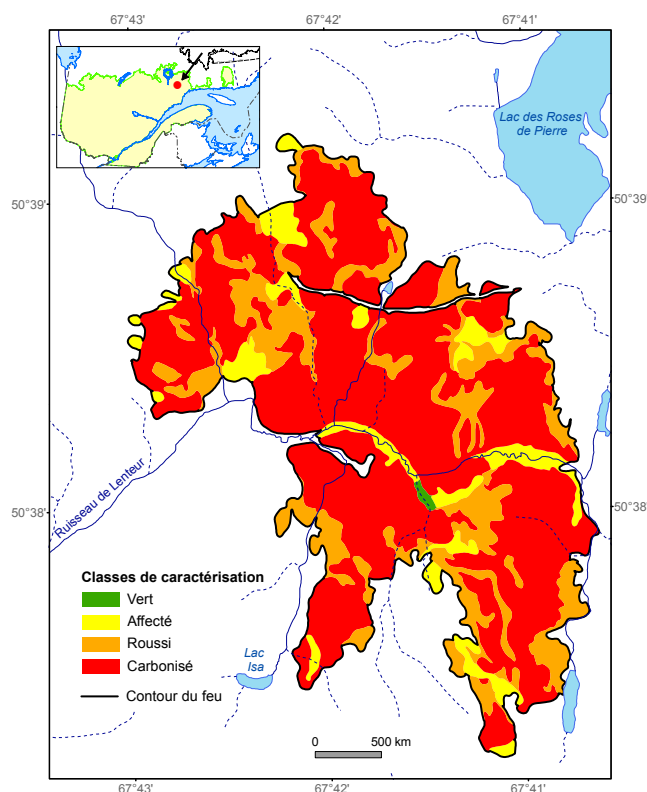 67°43'
67°42'
67°41'
Lac des Roses
de Pierre
50°39'
50°39'
50°38'
50°38'
Ruisseau de Lenteur
Classes de caractérisation
Vert
Affecté
Roussi
Carbonisé
Contour du feu
Lac
Isa
0
500 km
67°43'
67°42'
67°41'